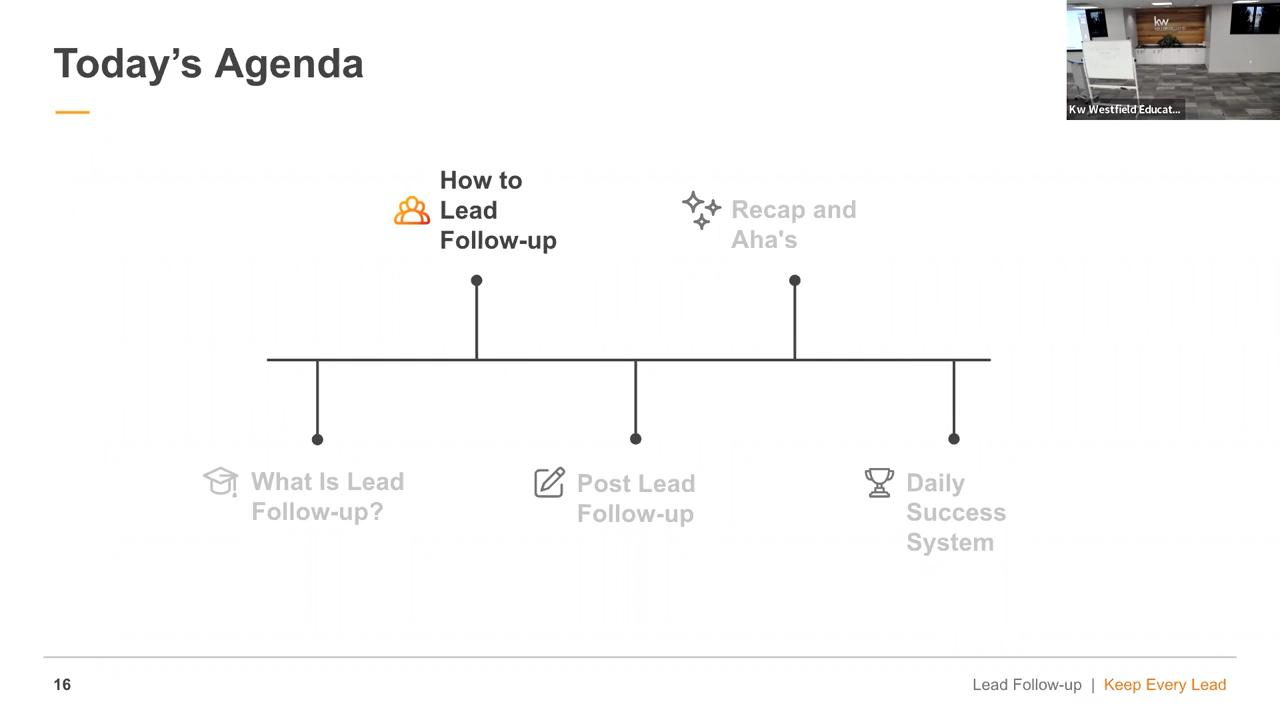 Today's Agenda
kw
Kw Westfield Educat...
How to
Lead
Follow-up
Recap and
Aha's
What Is Lead
Follow-up?
Post Lead
Follow-up
Daily
Success
System
16
Lead Follow-up | Keep Every Lead